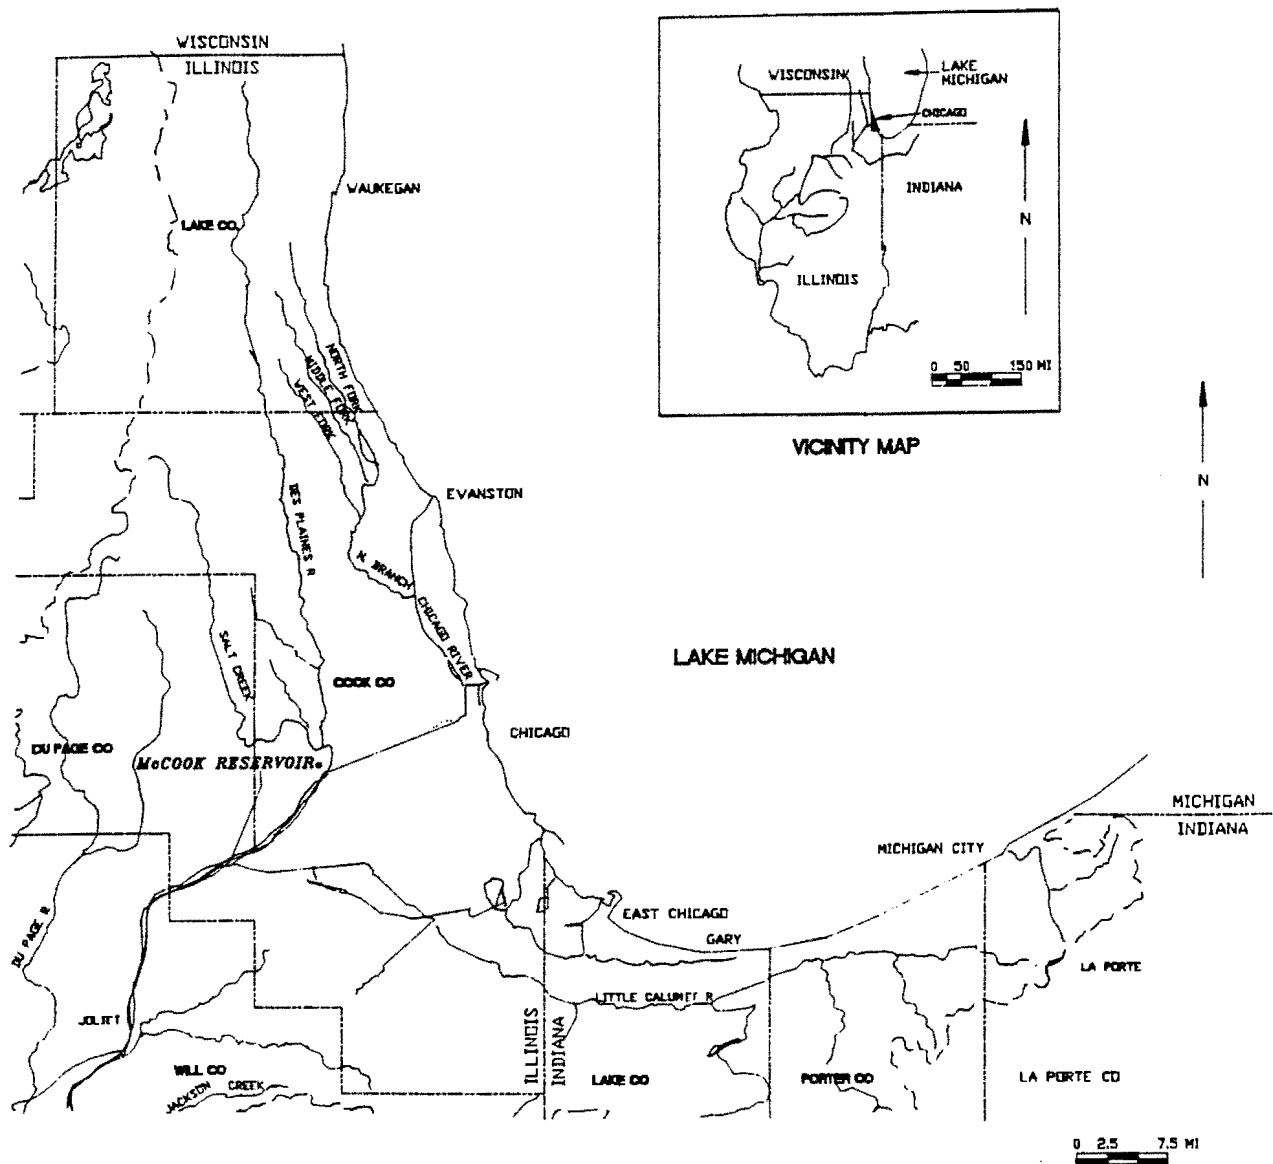 WISCONSIN
ILLINOIS
WISCONSIN
LAKE
MICHIGAN
CHICAGO
INDIANA
N
ILLINOIS
0 50 150 MI
VICINITY MAP
WAUKEGAN
LAKE CO.
NORTH FORK
MIDDLE FORK
WEST FORK
N
EVANSTON
DES PLAINES R
N. BRANCH
CHICAGO RIVER
SALT CREEK
LAKE MICHIGAN
COOK CO
CHICAGO
DU PAGE CO
McCOOK RESERVOIR
MICHIGAN
INDIANA
MICHIGAN CITY
EAST CHICAGO
GARY
DU PAGE R
LA PORTE
LITTLE CALUMET R
JOLIET
ILLINOIS
INDIANA
WILL CO
JACKSON CREEK
LAKE CO
PORTER CO
LA PORTE CO
0 2.5 7.5 MI